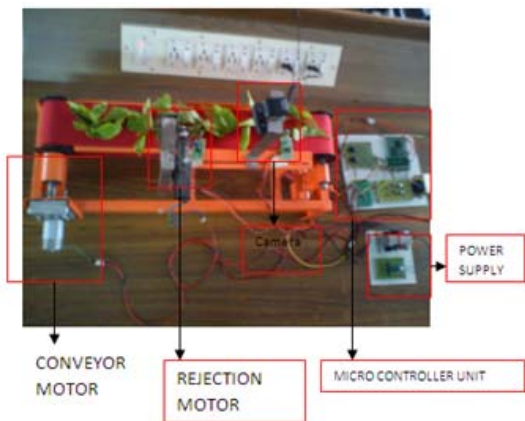 Camera
POWER
SUPPLY
CONVEYOR
MOTOR
REJECTION
MOTOR
MICRO CONTROLLER UNIT